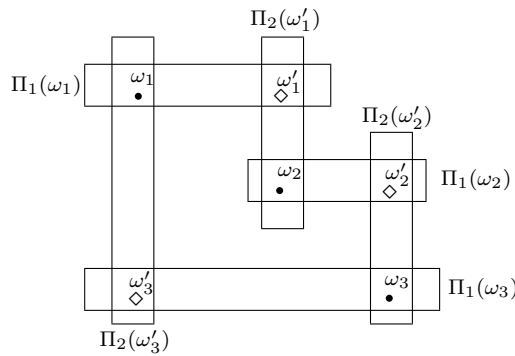 Π₂(ω′₁)
Π₁(ω₁)
ω₁
ω′₁
Π₂(ω′₂)
ω₂
ω′₂
Π₁(ω₂)
ω′₃
ω₃
Π₁(ω₃)
Π₂(ω′₃)